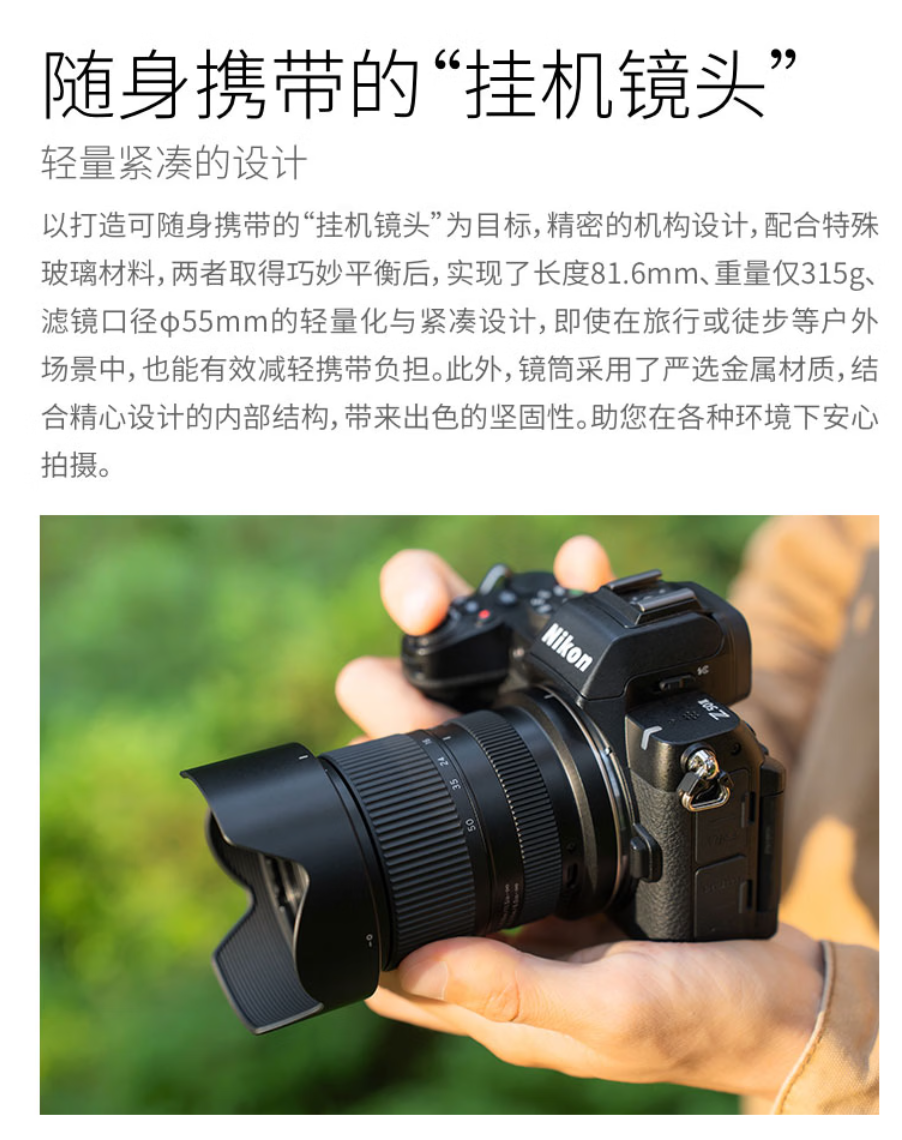 随身携带的“挂机镜头”
轻量紧凑的设计
以打造可随身携带的“挂机镜头”为目标，精密的机构设计，配合特殊
玻璃材料，两者取得巧妙平衡后，实现了长度81.6mm、重量仅315g、
滤镜口径φ55mm的轻量化与紧凑设计，即使在旅行或徒步等户外
场景中，也能有效减轻携带负担。此外，镜筒采用了严选金属材质，结
合精心设计的内部结构，带来出色的坚固性。助您在各种环境下安心
拍摄。
Nikon
Z 50II
18 24 35 50